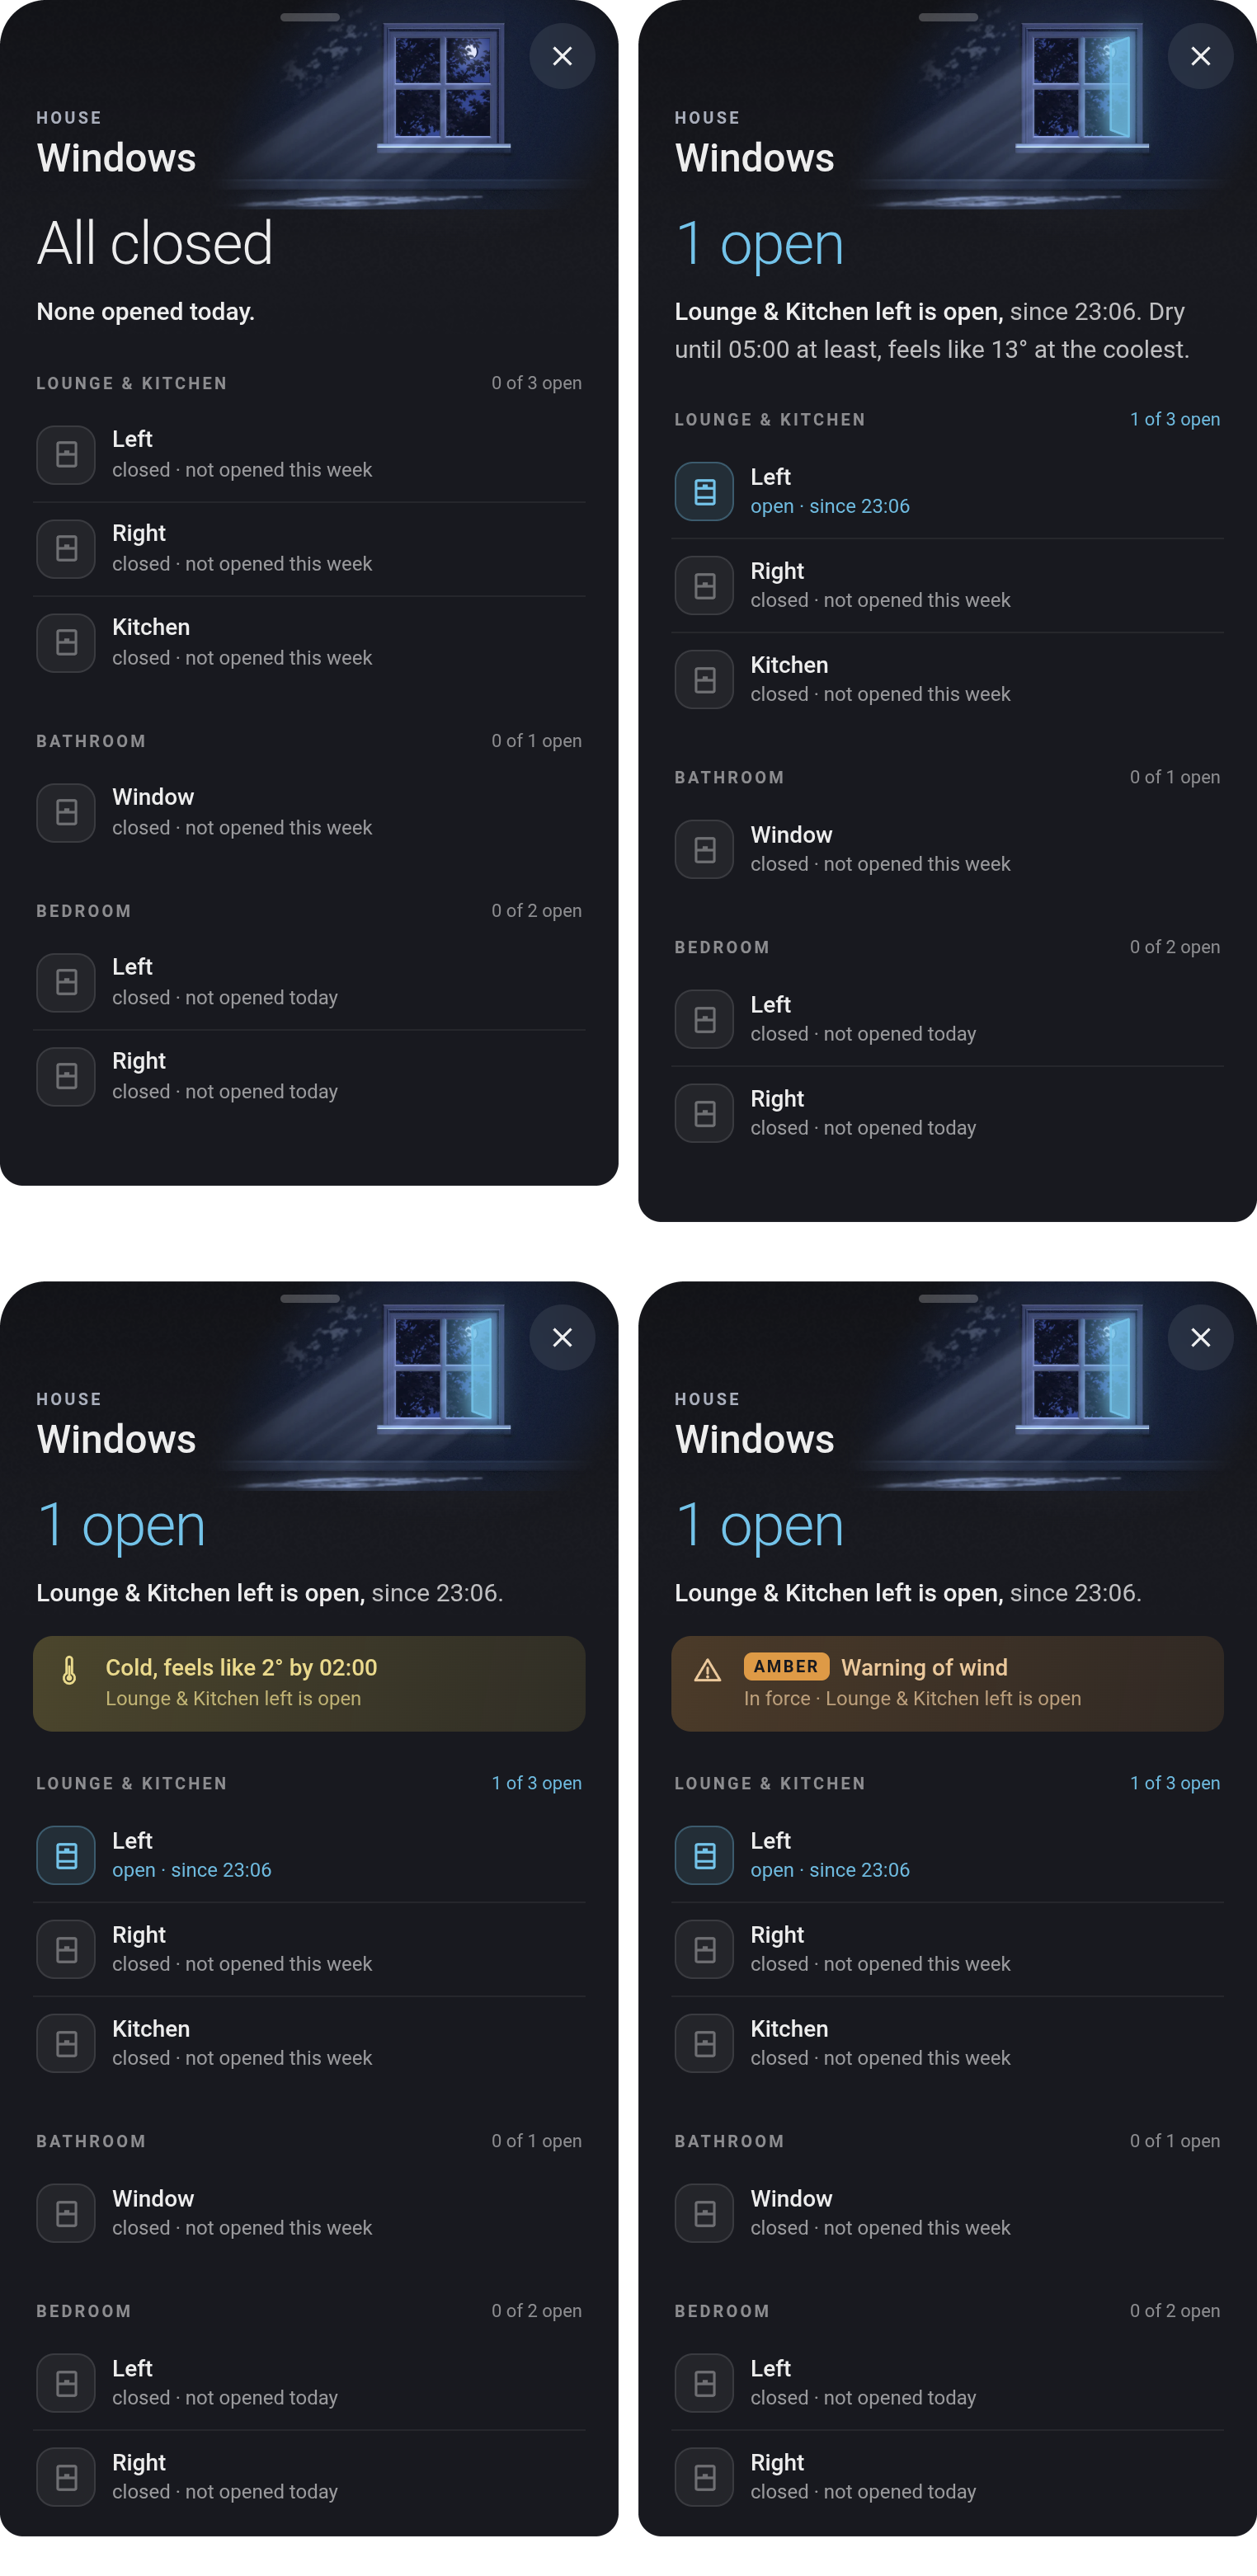 HOUSE
Windows
All closed
None opened today.
LOUNGE & KITCHEN 0 of 3 open
Left
closed · not opened this week
Right
closed · not opened this week
Kitchen
closed · not opened this week
BATHROOM 0 of 1 open
Window
closed · not opened this week
BEDROOM 0 of 2 open
Left
closed · not opened today
Right
closed · not opened today
HOUSE
Windows
1 open
Lounge & Kitchen left is open, since 23:06. Dry
until 05:00 at least, feels like 13° at the coolest.
LOUNGE & KITCHEN 1 of 3 open
Left
open · since 23:06
Right
closed · not opened this week
Kitchen
closed · not opened this week
BATHROOM 0 of 1 open
Window
closed · not opened this week
BEDROOM 0 of 2 open
Left
closed · not opened today
Right
closed · not opened today
HOUSE
Windows
1 open
Lounge & Kitchen left is open, since 23:06.
Cold, feels like 2° by 02:00
Lounge & Kitchen left is open
LOUNGE & KITCHEN 1 of 3 open
Left
open · since 23:06
Right
closed · not opened this week
Kitchen
closed · not opened this week
BATHROOM 0 of 1 open
Window
closed · not opened this week
BEDROOM 0 of 2 open
Left
closed · not opened today
Right
closed · not opened today
HOUSE
Windows
1 open
Lounge & Kitchen left is open, since 23:06.
AMBER Warning of wind
In force · Lounge & Kitchen left is open
LOUNGE & KITCHEN 1 of 3 open
Left
open · since 23:06
Right
closed · not opened this week
Kitchen
closed · not opened this week
BATHROOM 0 of 1 open
Window
closed · not opened this week
BEDROOM 0 of 2 open
Left
closed · not opened today
Right
closed · not opened today